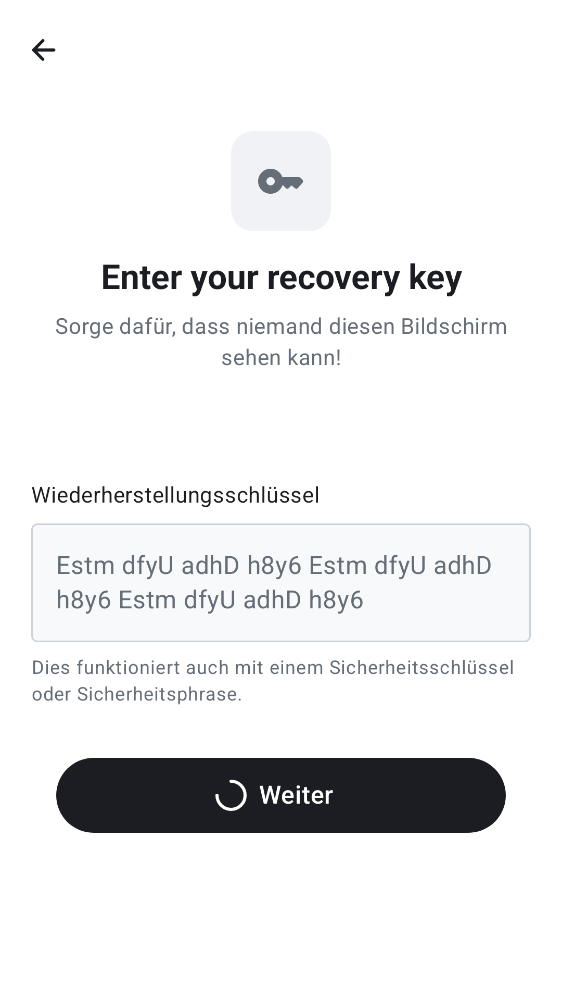 Enter your recovery key
Sorge dafür, dass niemand diesen Bildschirm
sehen kann!
Wiederherstellungsschlüssel
Estm dfyU adhD h8y6 Estm dfyU adhD
h8y6 Estm dfyU adhD h8y6
Dies funktioniert auch mit einem Sicherheitsschlüssel
oder Sicherheitsphrase.
Weiter